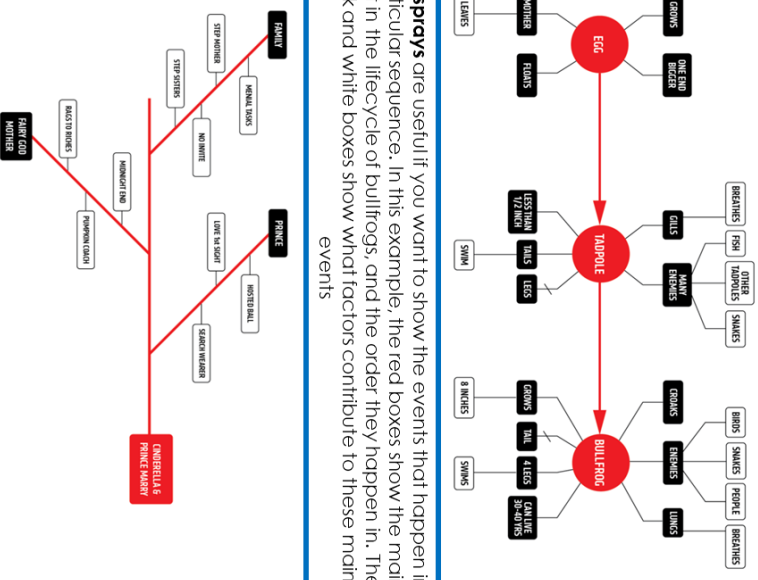 BREATHES
FISH
OTHER
TADPOLES
SNAKES
BIRDS
SNAKES
PEOPLE
BREATHES
GROWS
ONE END
BIGGER
GILLS
MANY
ENEMIES
CROAKS
ENEMIES
LUNGS
EGG
TADPOLE
BULLFROG
MOTHER
FLOATS
LESS THAN
1/2 INCH
TAILS
LEGS
GROWS
TAIL
4 LEGS
CAN LIVE
30-40 YRS
LEAVES
SWIM
8 INCHES
SWIMS
sprays are useful if you want to show the events that happen i
ticular sequence. In this example, the red boxes show the mai
in the lifecycle of bullfrogs, and the order they happen in. The
k and white boxes show what factors contribute to these main
events
FAMILY
PRINCE
MENIAL TASKS
HOSTED BALL
STEP MOTHER
LOVE 1st SIGHT
NO INVITE
SEARCH WEARER
STEP SISTERS
CINDERELLA &
PRINCE MARRY
MIDNIGHT END
PUMPKIN COACH
RAGS TO RICHES
FAIRY GOD
MOTHER